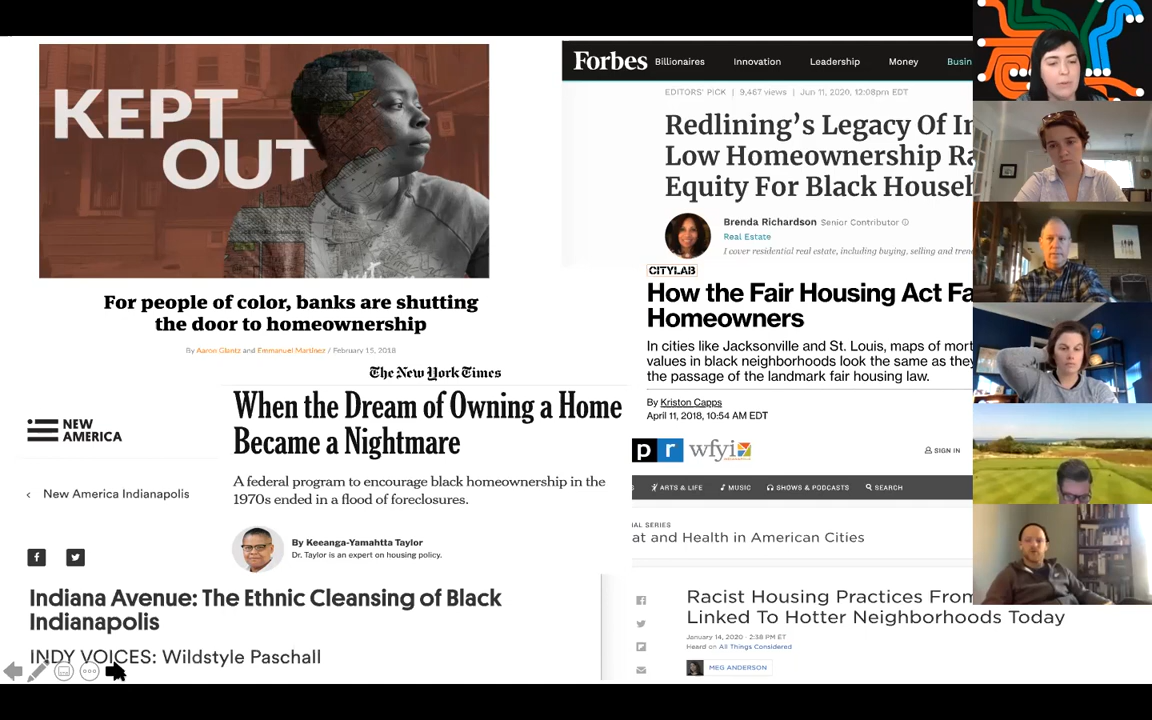 KEPT
OUT
For people of color, banks are shutting
the door to homeownership
By Aaron Glantz and Emmanuel Martinez / February 15, 2018
The New York Times
When the Dream of Owning a Home
Became a Nightmare
A federal program to encourage black homeownership in the
1970s ended in a flood of foreclosures.
By Keeanga-Yamahtta Taylor
Dr. Taylor is an expert on housing policy.
NEW
AMERICA
‹ New America Indianapolis
Indiana Avenue: The Ethnic Cleansing of Black
Indianapolis
INDY VOICES: Wildstyle Paschall
Forbes Billionaires Innovation Leadership Money Busin
EDITORS' PICK | 9,467 views | Jun 11, 2020, 12:08pm EDT
Redlining's Legacy Of In
Low Homeownership Ra
Equity For Black Househ
Brenda Richardson Senior Contributor
Real Estate
I cover residential real estate, including buying, selling and tren
CITYLAB
How the Fair Housing Act Fa
Homeowners
In cities like Jacksonville and St. Louis, maps of mort
values in black neighborhoods look the same as they
the passage of the landmark fair housing law.
By Kriston Capps
April 11, 2018, 10:54 AM EDT
p r wfyi
SIGN IN
S ARTS & LIFE MUSIC SHOWS & PODCASTS SEARCH
IAL SERIES
at and Health in American Cities
Racist Housing Practices From
Linked To Hotter Neighborhoods Today
January 14, 2020 · 2:38 PM ET
Heard on All Things Considered
MEG ANDERSON